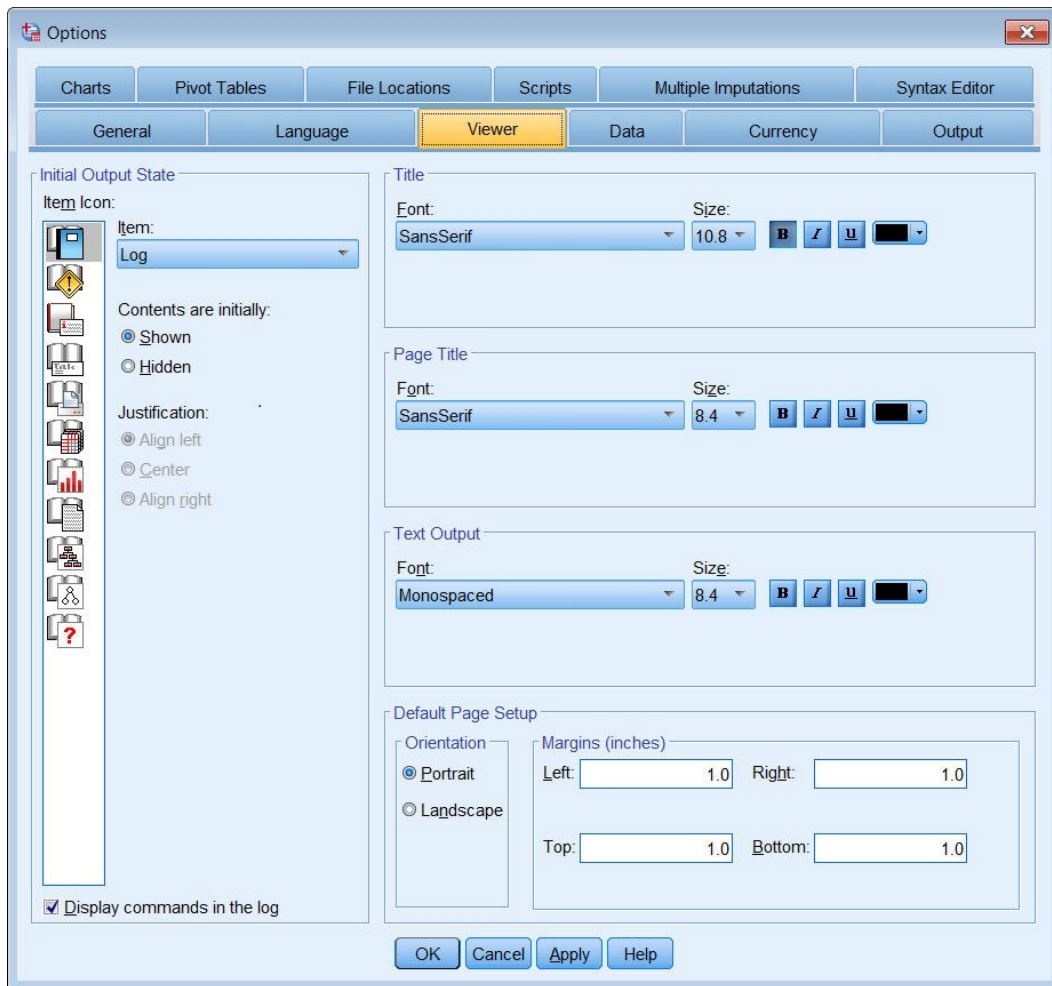 Options
Charts
Pivot Tables
File Locations
Scripts
Multiple Imputations
Syntax Editor
General
Language
Viewer
Data
Currency
Output
Initial Output State
Item Icon:
Item:
Log
Contents are initially:
Shown
Hidden
Justification:
Align left
Center
Align right
Display commands in the log
Title
Font:
Size:
SansSerif
10.8
B
I
u
Page Title
Font:
Size:
SansSerif
8.4
B
I
u
Text Output
Font:
Size:
Monospaced
8.4
B
I
u
Default Page Setup
Orientation
Portrait
Landscape
Margins (inches)
Left:
1.0
Right:
1.0
Top:
1.0
Bottom:
1.0
OK
Cancel
Apply
Help